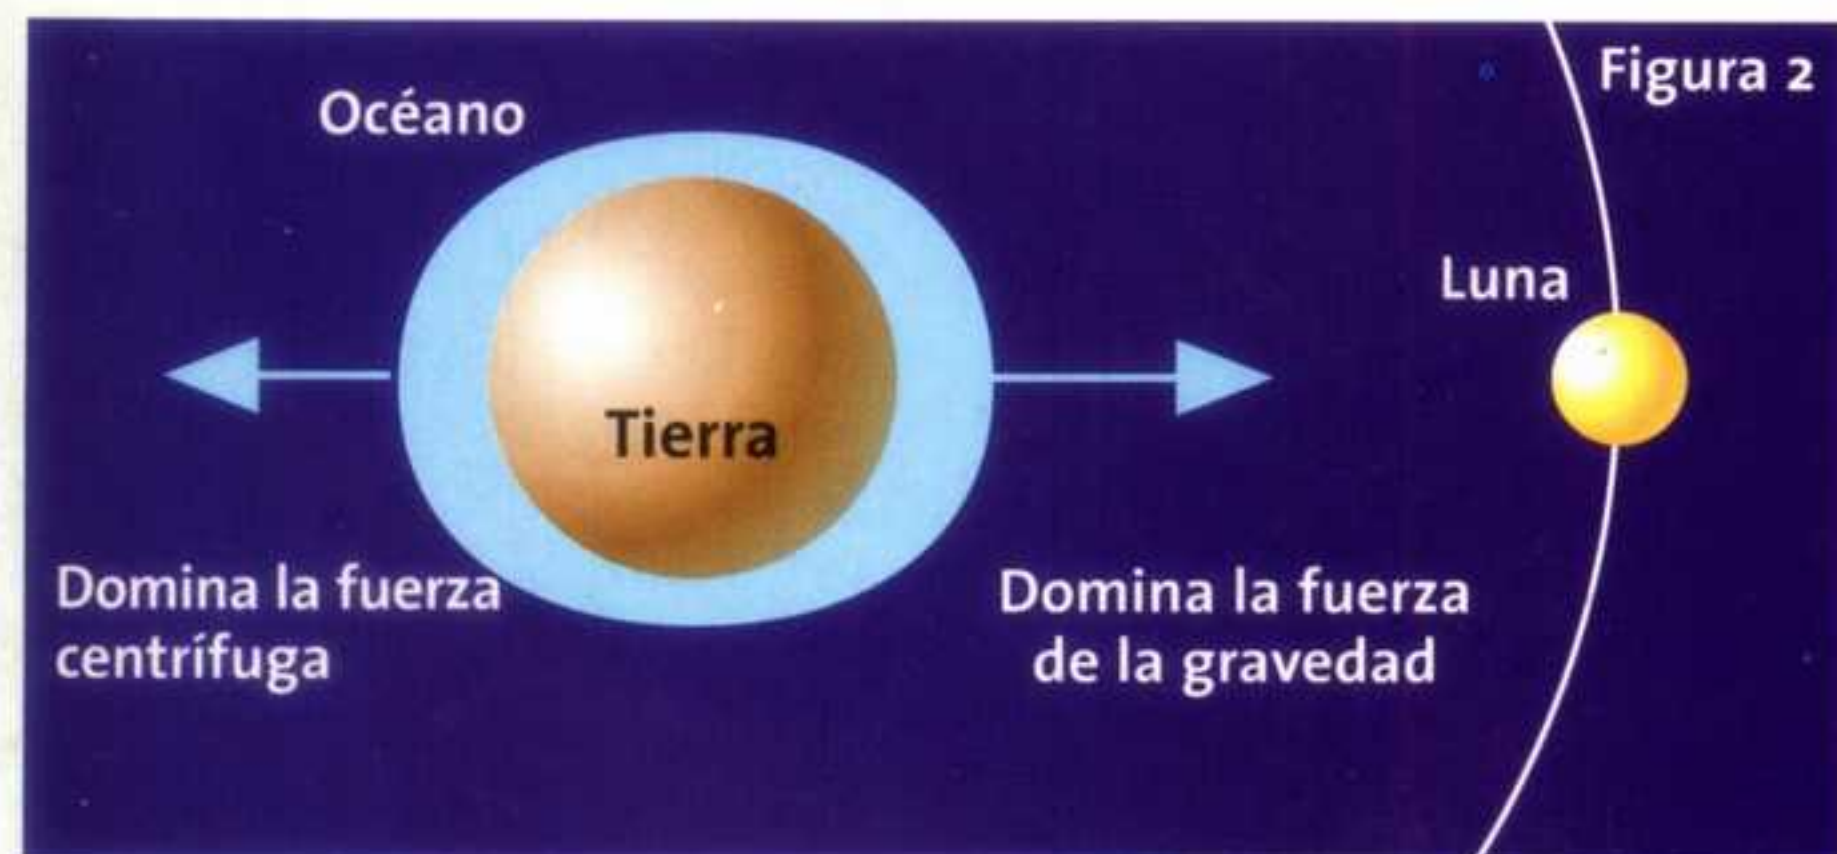 Figura 2
Océano
Luna
Tierra
Domina la fuerza
centrífuga
Domina la fuerza
de la gravedad